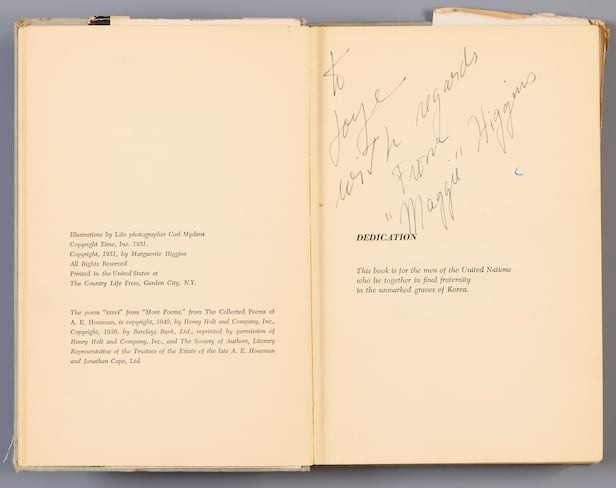 Illustrations by Life photographer Carl Mydans
Copyright Time, Inc. 1951.
Copyright, 1951, by Marguerite Higgins
All Rights Reserved
Printed in the United States at
The Country Life Press, Garden City, N.Y.
The poem "xxxvi" from "More Poems," from The Collected Poems of
A. E. Housman, is copyright, 1940, by Henry Holt and Company, Inc.,
Copyright, 1936, by Barclays Bank, Ltd., reprinted by permission of
Henry Holt and Company, Inc., and The Society of Authors, Literary
Representative of the Trustees of the Estate of the late A. E. Housman
and Jonathan Cape, Ltd.
to
Joye
with regards
From
"Maggie" Higgins
DEDICATION
This book is for the men of the United Nations
who lie together in final fraternity
in the unmarked graves of Korea.